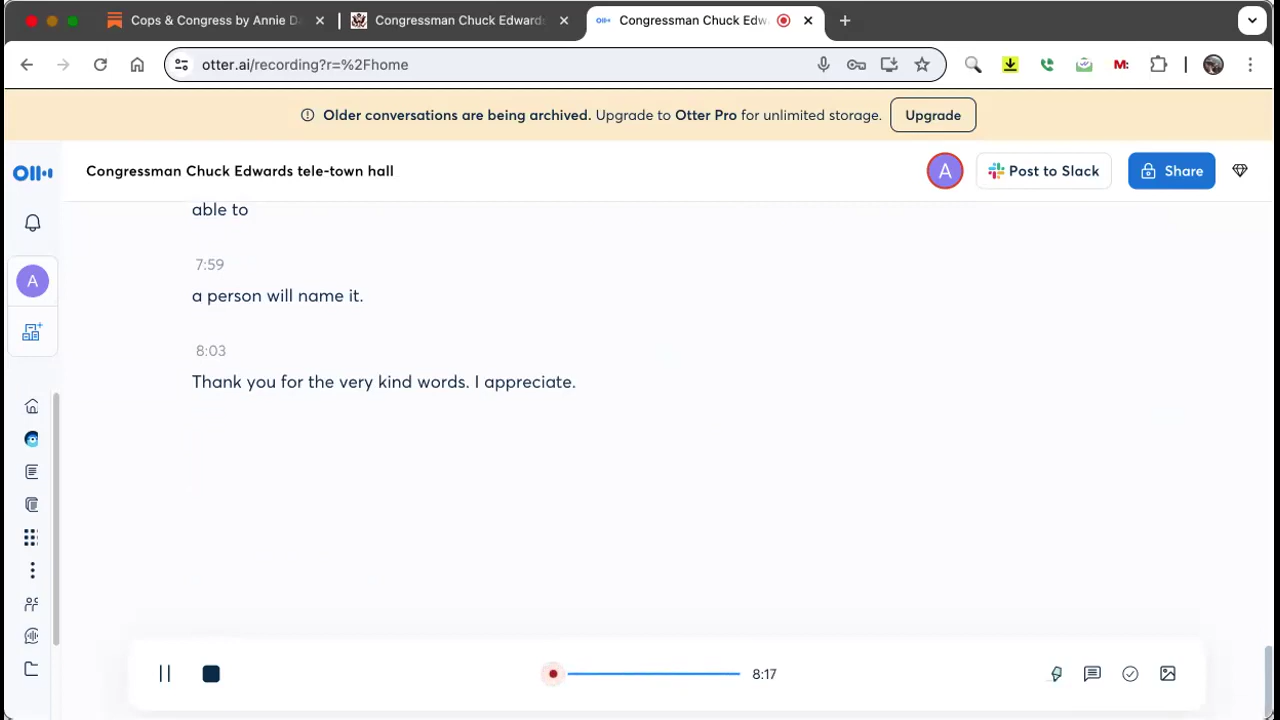 Cops & Congress by Annie Da
Congressman Chuck Edwards
Congressman Chuck Edw
otter.ai/recording?r=%2Fhome
M:
Older conversations are being archived. Upgrade to Otter Pro for unlimited storage.
Upgrade
Congressman Chuck Edwards tele-town hall
A
Post to Slack
Share
able to
7:59
A
a person will name it.
8:03
Thank you for the very kind words. I appreciate.
8:17